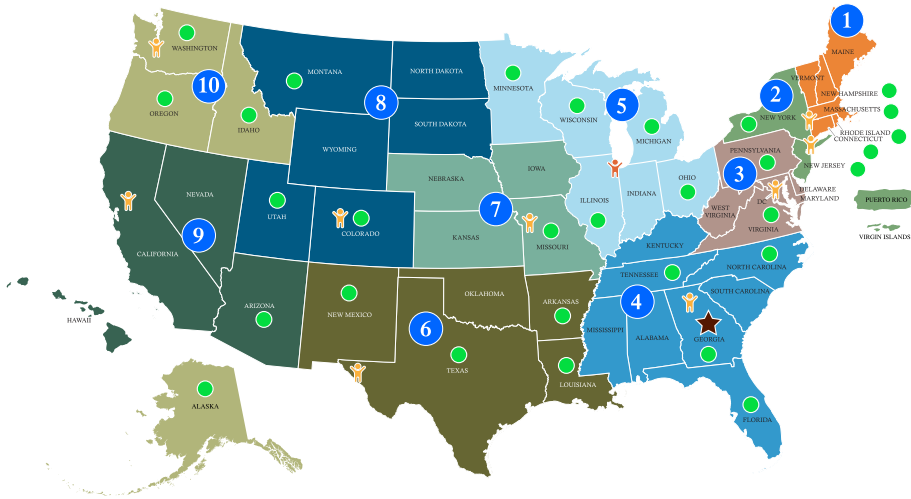 1
MAINE
WASHINGTON
MONTANA
NORTH DAKOTA
MINNESOTA
VERMONT
NEW HAMPSHIRE
10
8
5
2
OREGON
IDAHO
SOUTH DAKOTA
WISCONSIN
MICHIGAN
NEW YORK
MASSACHUSETTS
RHODE ISLAND
CONNECTICUT
WYOMING
PENNSYLVANIA
NEW JERSEY
3
IOWA
NEBRASKA
OHIO
NEVADA
UTAH
ILLINOIS
INDIANA
DELAWARE
MARYLAND
DC
PUERTO RICO
7
WEST
VIRGINIA
VIRGINIA
9
COLORADO
KANSAS
MISSOURI
KENTUCKY
VIRGIN ISLANDS
CALIFORNIA
TENNESSEE
NORTH CAROLINA
OKLAHOMA
ARKANSAS
SOUTH CAROLINA
4
ARIZONA
NEW MEXICO
HAWAII
6
MISSISSIPPI
ALABAMA
GEORGIA
TEXAS
LOUISIANA
ALASKA
FLORIDA